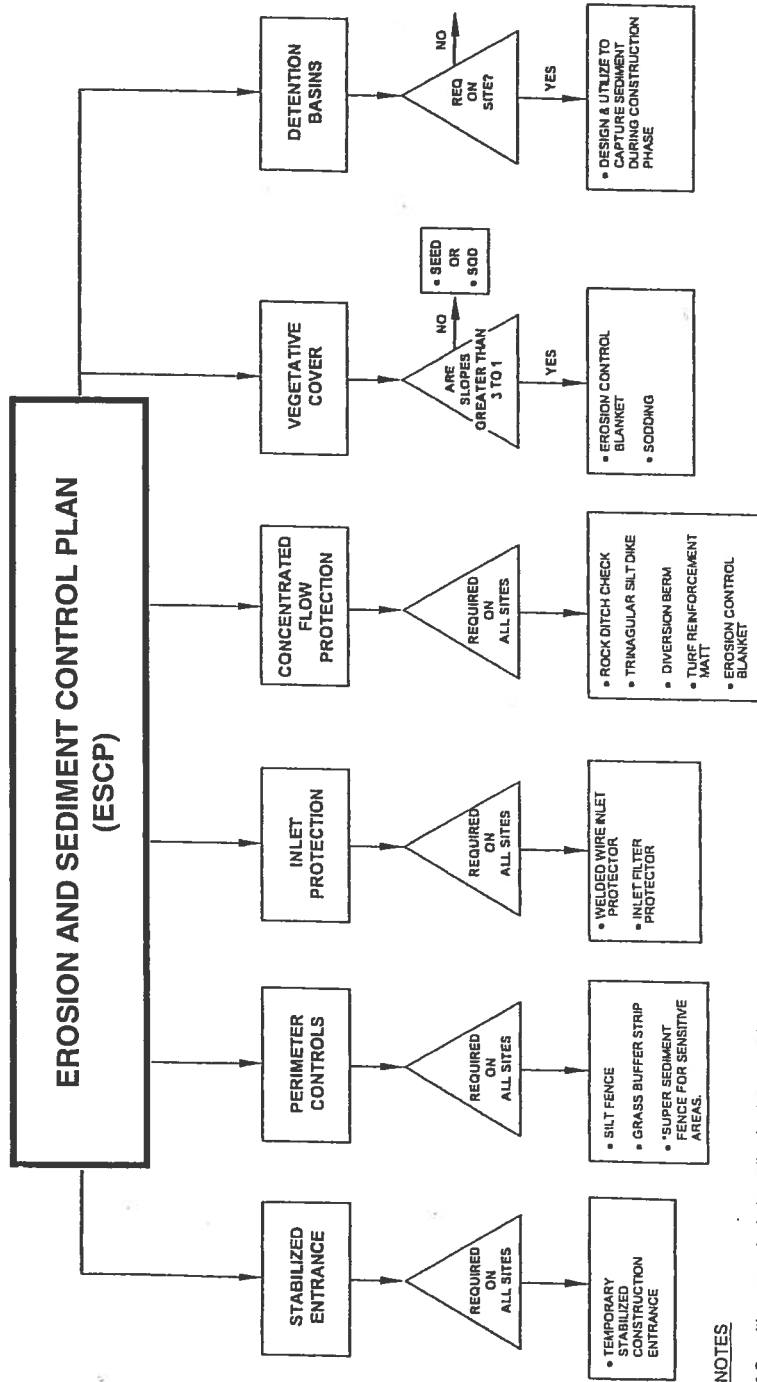 EROSION AND SEDIMENT CONTROL PLAN
(ESCP)
STABILIZED
ENTRANCE
REQUIRED
ON
ALL SITES
• TEMPORARY
STABILIZED
CONSTRUCTION
ENTRANCE
PERIMETER
CONTROLS
REQUIRED
ON
ALL SITES
• SILT FENCE
• GRASS BUFFER STRIP
• *SUPER SEDIMENT
FENCE FOR SENSITIVE
AREAS.
INLET
PROTECTION
REQUIRED
ON
ALL SITES
• WELDED WIRE INLET
PROTECTOR
• INLET FILTER
PROTECTOR
CONCENTRATED
FLOW
PROTECTION
REQUIRED
ON
ALL SITES
• ROCK DITCH CHECK
• TRINAGULAR SILT DIKE
• DIVERSION BERM
• TURF REINFORCEMENT
MATT
• EROSION CONTROL
BLANKET
VEGETATIVE
COVER
ARE
SLOPES
GREATER THAN
3 TO 1
NO
• SEED
OR
• SOD
YES
• EROSION CONTROL
BLANKET
• SODDING
DETENTION
BASINS
REQ
ON
SITE?
NO
YES
• DESIGN & UTILIZE TO
CAPTURE SEDIMENT
DURING CONSTRUCTION
PHASE
NOTES